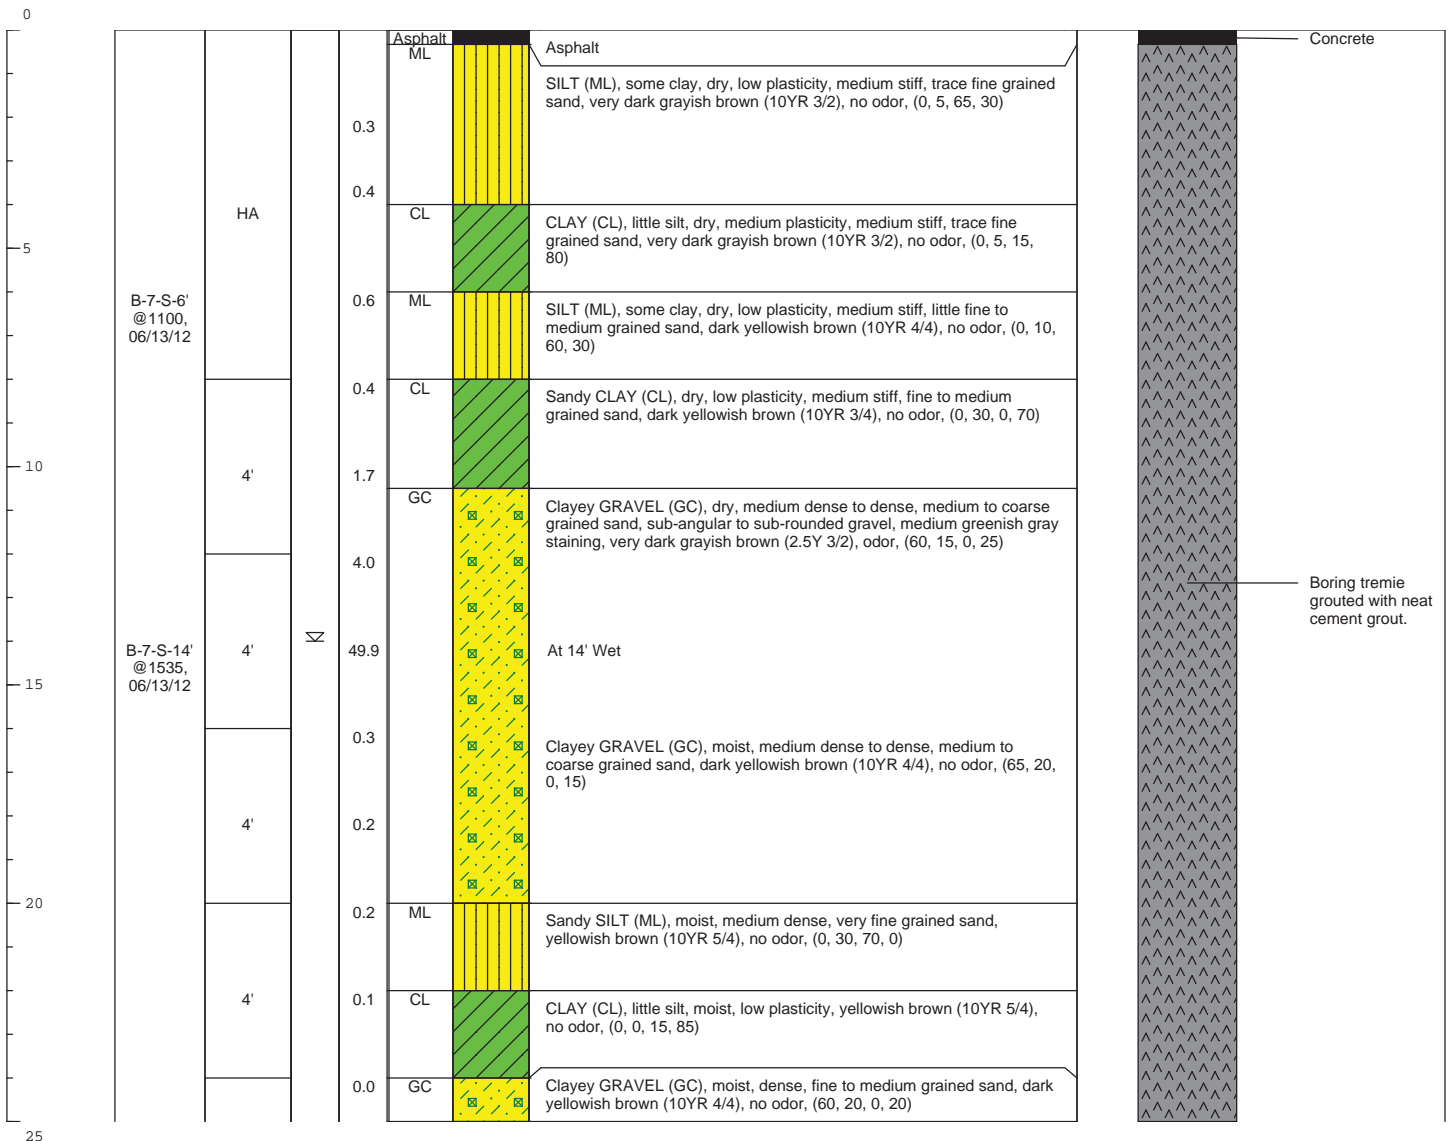 0
Asphalt
ML
Asphalt
Concrete
SILT (ML), some clay, dry, low plasticity, medium stiff, trace fine grained
sand, very dark grayish brown (10YR 3/2), no odor, (0, 5, 65, 30)
0.3
0.4
HA
CL
CLAY (CL), little silt, dry, medium plasticity, medium stiff, trace fine
grained sand, very dark grayish brown (10YR 3/2), no odor, (0, 5, 15,
80)
5
B-7-S-6'
@1100,
06/13/12
0.6
ML
SILT (ML), some clay, dry, low plasticity, medium stiff, little fine to
medium grained sand, dark yellowish brown (10YR 4/4), no odor, (0, 10,
60, 30)
0.4
CL
Sandy CLAY (CL), dry, low plasticity, medium stiff, fine to medium
grained sand, dark yellowish brown (10YR 3/4), no odor, (0, 30, 0, 70)
10
4'
1.7
GC
Clayey GRAVEL (GC), dry, medium dense to dense, medium to coarse
grained sand, sub-angular to sub-rounded gravel, medium greenish gray
staining, very dark grayish brown (2.5Y 3/2), odor, (60, 15, 0, 25)
4.0
Boring tremie
grouted with neat
cement grout.
B-7-S-14'
@1535,
06/13/12
4'
49.9
At 14' Wet
15
0.3
Clayey GRAVEL (GC), moist, medium dense to dense, medium to
coarse grained sand, dark yellowish brown (10YR 4/4), no odor, (65, 20,
0, 15)
4'
0.2
20
0.2
ML
Sandy SILT (ML), moist, medium dense, very fine grained sand,
yellowish brown (10YR 5/4), no odor, (0, 30, 70, 0)
4'
0.1
CL
CLAY (CL), little silt, moist, low plasticity, yellowish brown (10YR 5/4),
no odor, (0, 0, 15, 85)
0.0
GC
Clayey GRAVEL (GC), moist, dense, fine to medium grained sand, dark
yellowish brown (10YR 4/4), no odor, (60, 20, 0, 20)
25